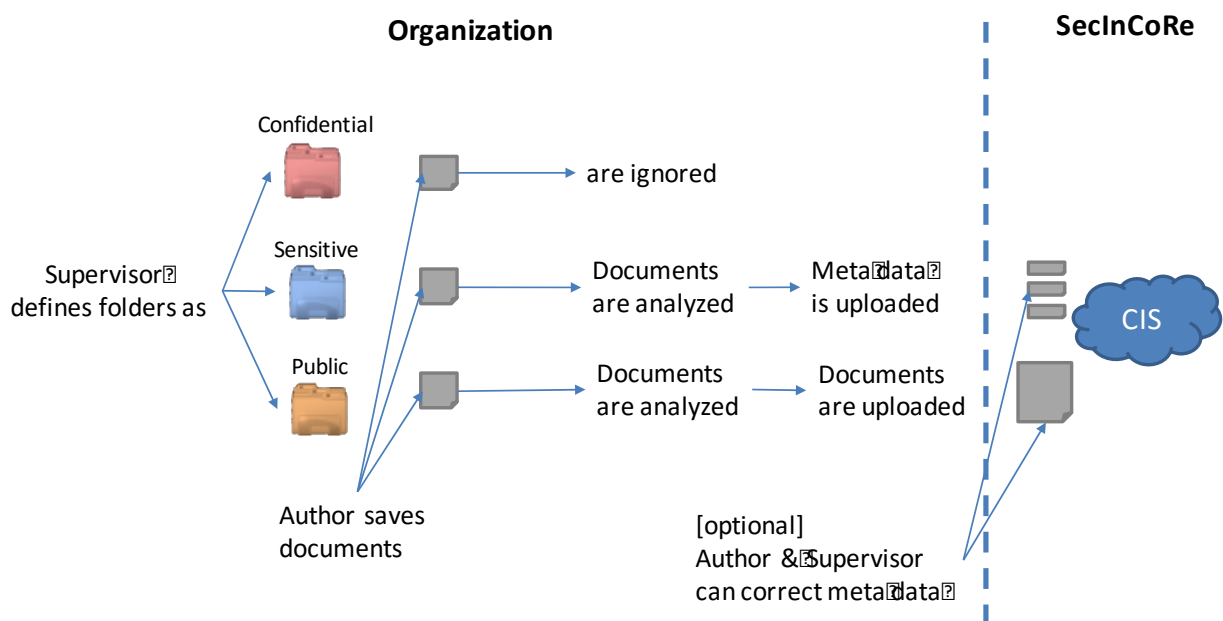 Organization
SecInCoRe
Confidential
are ignored
Supervisor
defines folders as
Sensitive
Documents
are analyzed
Meta data
is uploaded
CIS
Public
Documents
are analyzed
Documents
are uploaded
Author saves
documents
[optional]
Author & Supervisor
can correct meta data